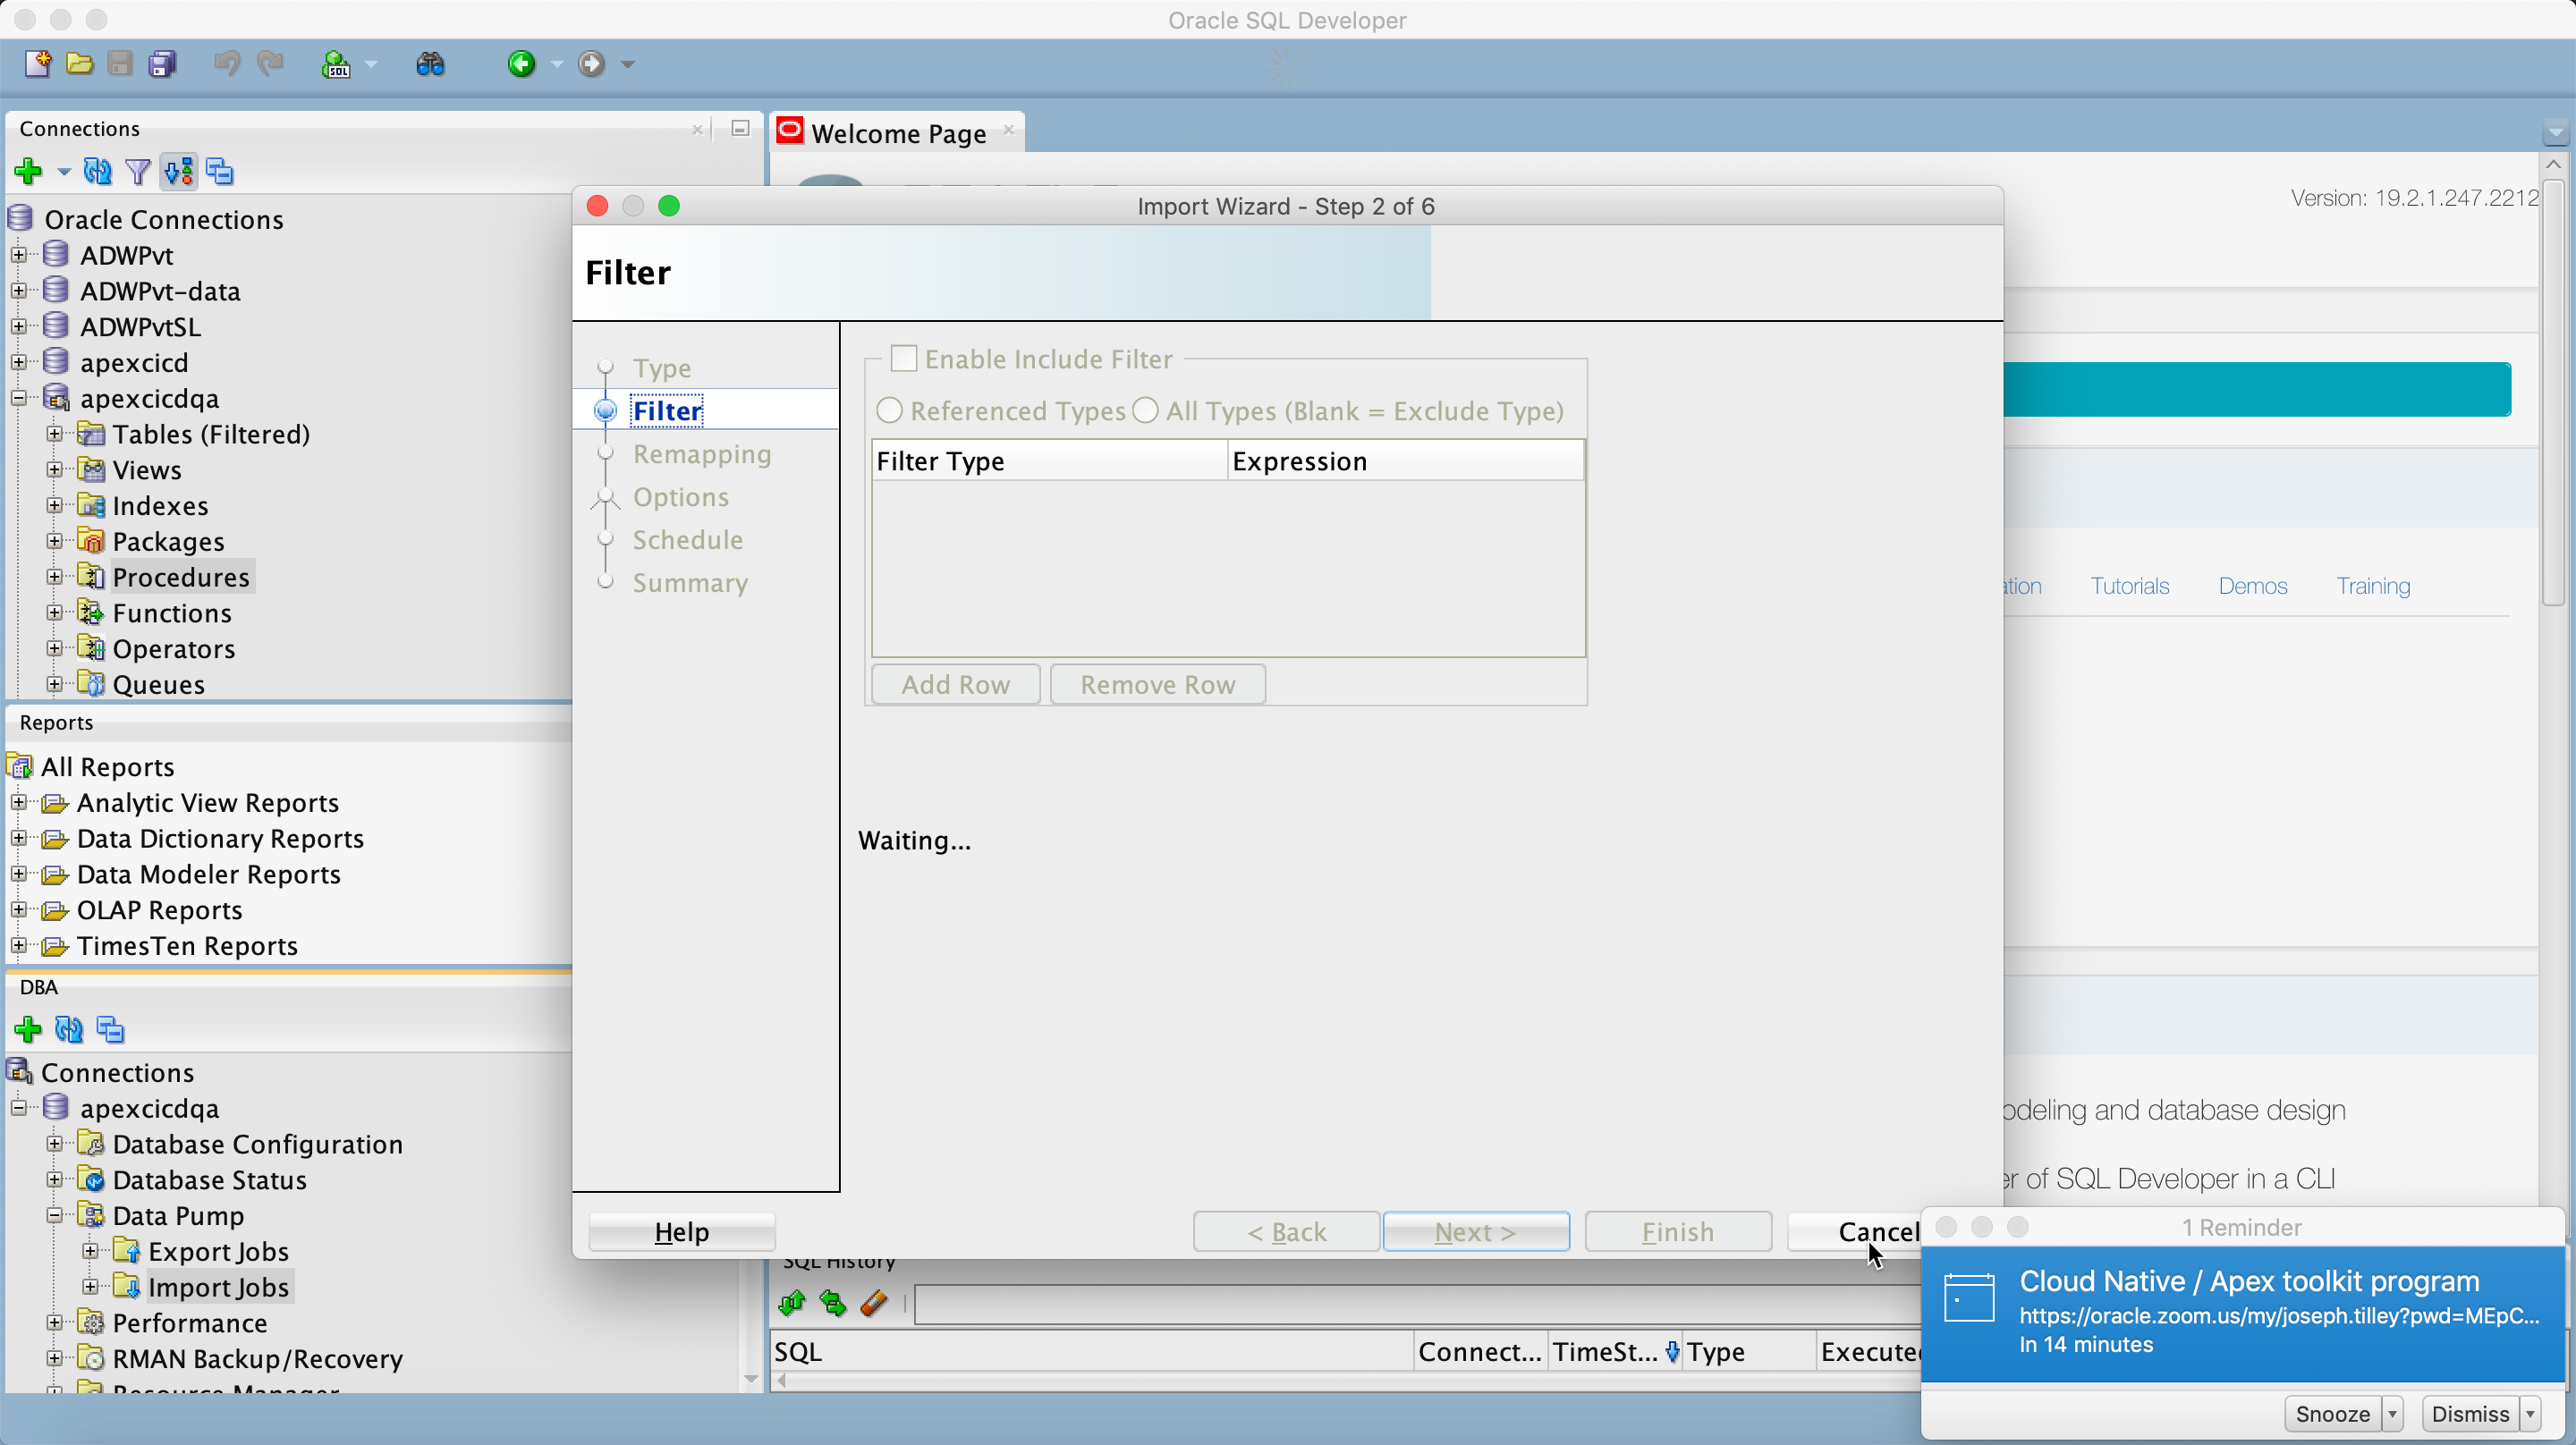 Oracle SQL Developer
SQL
Connections
Welcome Page
Version: 19.2.1.247.2212
Oracle Connections
ADWPvt
ADWPvt-data
ADWPvtSL
apexcicd
apexcicdqa
Tables (Filtered)
Views
Indexes
Packages
Procedures
Functions
Operators
Queues
Import Wizard - Step 2 of 6
Filter
Type
Filter
Remapping
Options
Schedule
Summary
Enable Include Filter
Referenced Types
All Types (Blank = Exclude Type)
Filter Type
Expression
Add Row
Remove Row
Waiting...
Help
< Back
Next >
Finish
Cancel
ation
Tutorials
Demos
Training
odeling and database design
er of SQL Developer in a CLI
Reports
All Reports
Analytic View Reports
Data Dictionary Reports
Data Modeler Reports
OLAP Reports
TimesTen Reports
DBA
Connections
apexcicdqa
Database Configuration
Database Status
Data Pump
Export Jobs
Import Jobs
Performance
RMAN Backup/Recovery
Resource Manager
SQL History
SQL
Connect...
TimeSt...
Type
Executed
1 Reminder
Cloud Native / Apex toolkit program
https://oracle.zoom.us/my/joseph.tilley?pwd=MEpC...
In 14 minutes
Snooze
Dismiss